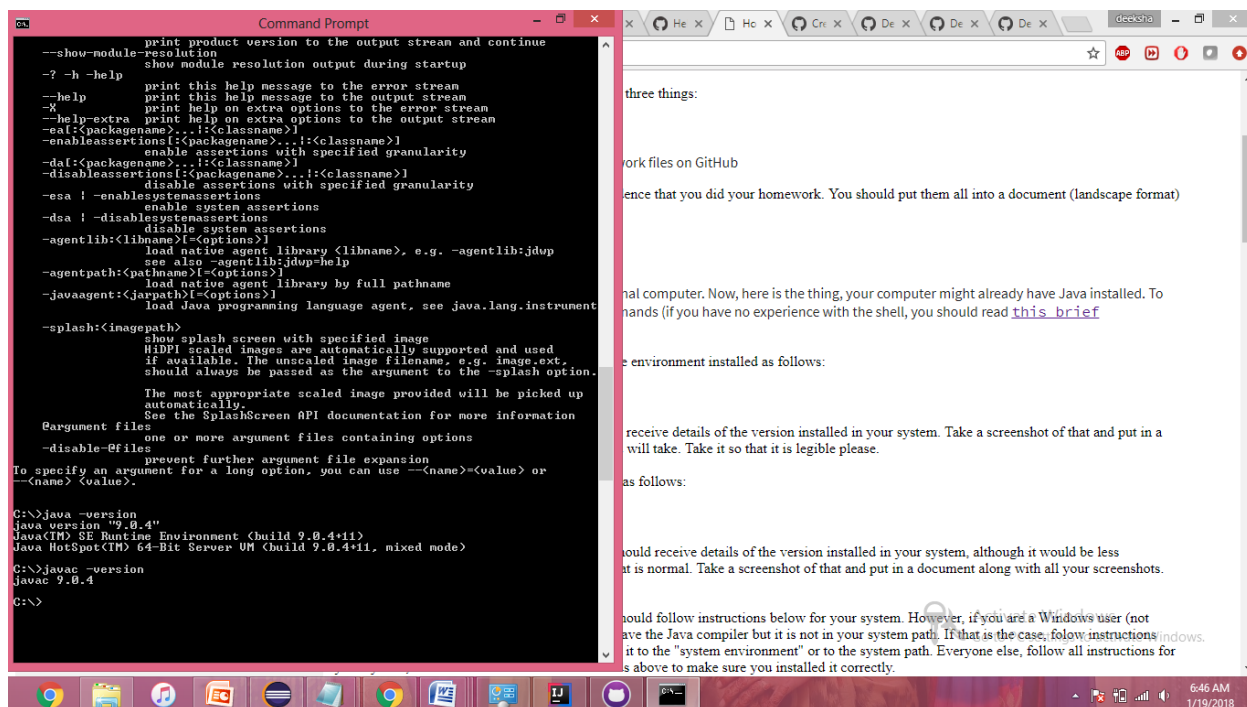 Command Prompt
print product version to the output stream and continue
--show-module-resolution
show module resolution output during startup
-? -h -help
print this help message to the error stream
--help print this help message to the output stream
-X print help on extra options to the error stream
--help-extra print help on extra options to the output stream
-ea[:<packagename>...|:<classname>]
-enableassertions[:<packagename>...|:<classname>]
enable assertions with specified granularity
-da[:<packagename>...|:<classname>]
-disableassertions[:<packagename>...|:<classname>]
disable assertions with specified granularity
-esa | -enablesystemassertions
enable system assertions
-dsa | -disablesystemassertions
disable system assertions
-agentlib:<libname>[=<options>]
load native agent library <libname>, e.g. -agentlib:jdwp
see also -agentlib:jdwp=help
-agentpath:<pathname>[=<options>]
load native agent library by full pathname
-javaagent:<jarpath>[=<options>]
load Java programming language agent, see java.lang.instrument
-splash:<imagepath>
show splash screen with specified image
HiDPI scaled images are automatically supported and used
if available. The unscaled image filename, e.g. image.ext,
should always be passed as the argument to the -splash option.
The most appropriate scaled image provided will be picked up
automatically.
See the SplashScreen API documentation for more information
@argument files
one or more argument files containing options
-disable-@files
prevent further argument file expansion
To specify an argument for a long option, you can use --<name>=<value> or
--<name> <value>.
C:\>java -version
java version "9.0.4"
Java(TM) SE Runtime Environment (build 9.0.4+11)
Java HotSpot(TM) 64-Bit Server VM (build 9.0.4+11, mixed mode)
C:\>javac -version
javac 9.0.4
C:\>
He Ho Cre De De De deeksha
ABP
three things:
work files on GitHub
ence that you did your homework. You should put them all into a document (landscape format)
nal computer. Now, here is the thing, your computer might already have Java installed. To
mands (if you have no experience with the shell, you should read this brief
e environment installed as follows:
receive details of the version installed in your system. Take a screenshot of that and put in a
will take. Take it so that it is legible please.
as follows:
hould receive details of the version installed in your system, although it would be less
at is normal. Take a screenshot of that and put in a document along with all your screenshots.
hould follow instructions below for your system. However, if you are a Windows user (not
ave the Java compiler but it is not in your system path. If that is the case, folow instructions
it to the "system environment" or to the system path. Everyone else, follow all instructions for
s above to make sure you installed it correctly.
Activate Windows
6:46 AM
1/19/2018